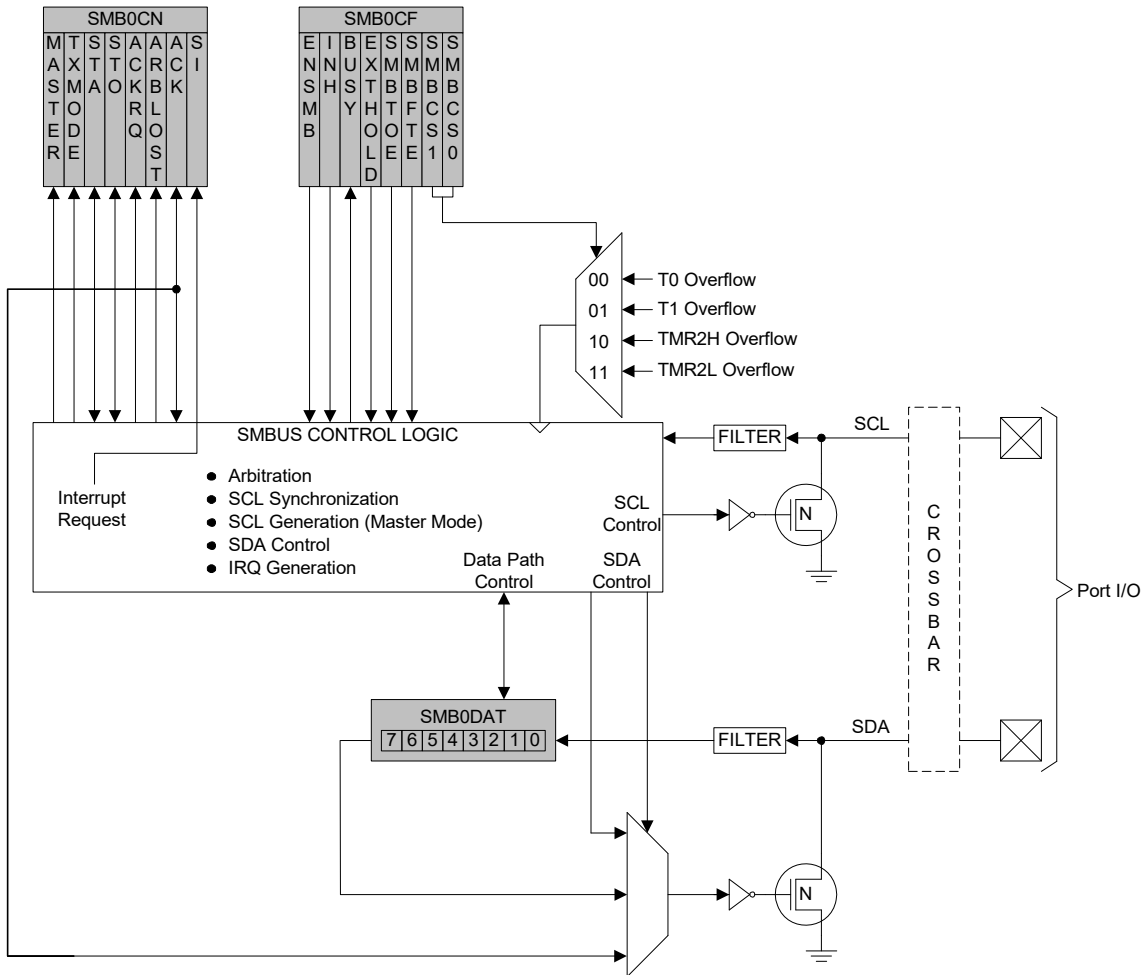 SMB0CN
MASTER
TXMODE
STA
STO
ACKRQ
ARBLOST
ACK
SI
SMB0CF
ENSMB
INH
BUSY
EXTHOLD
SMBTOE
SMBFTE
SMBCS1
SMBCS0
00 T0 Overflow
01 T1 Overflow
10 TMR2H Overflow
11 TMR2L Overflow
SMBUS CONTROL LOGIC
Interrupt
Request
● Arbitration
● SCL Synchronization
● SCL Generation (Master Mode)
● SDA Control
● IRQ Generation
Data Path
Control
SCL
Control
SDA
Control
FILTER
SCL
N
CROSSBAR
Port I/O
SMB0DAT
7 6 5 4 3 2 1 0
FILTER
SDA
N